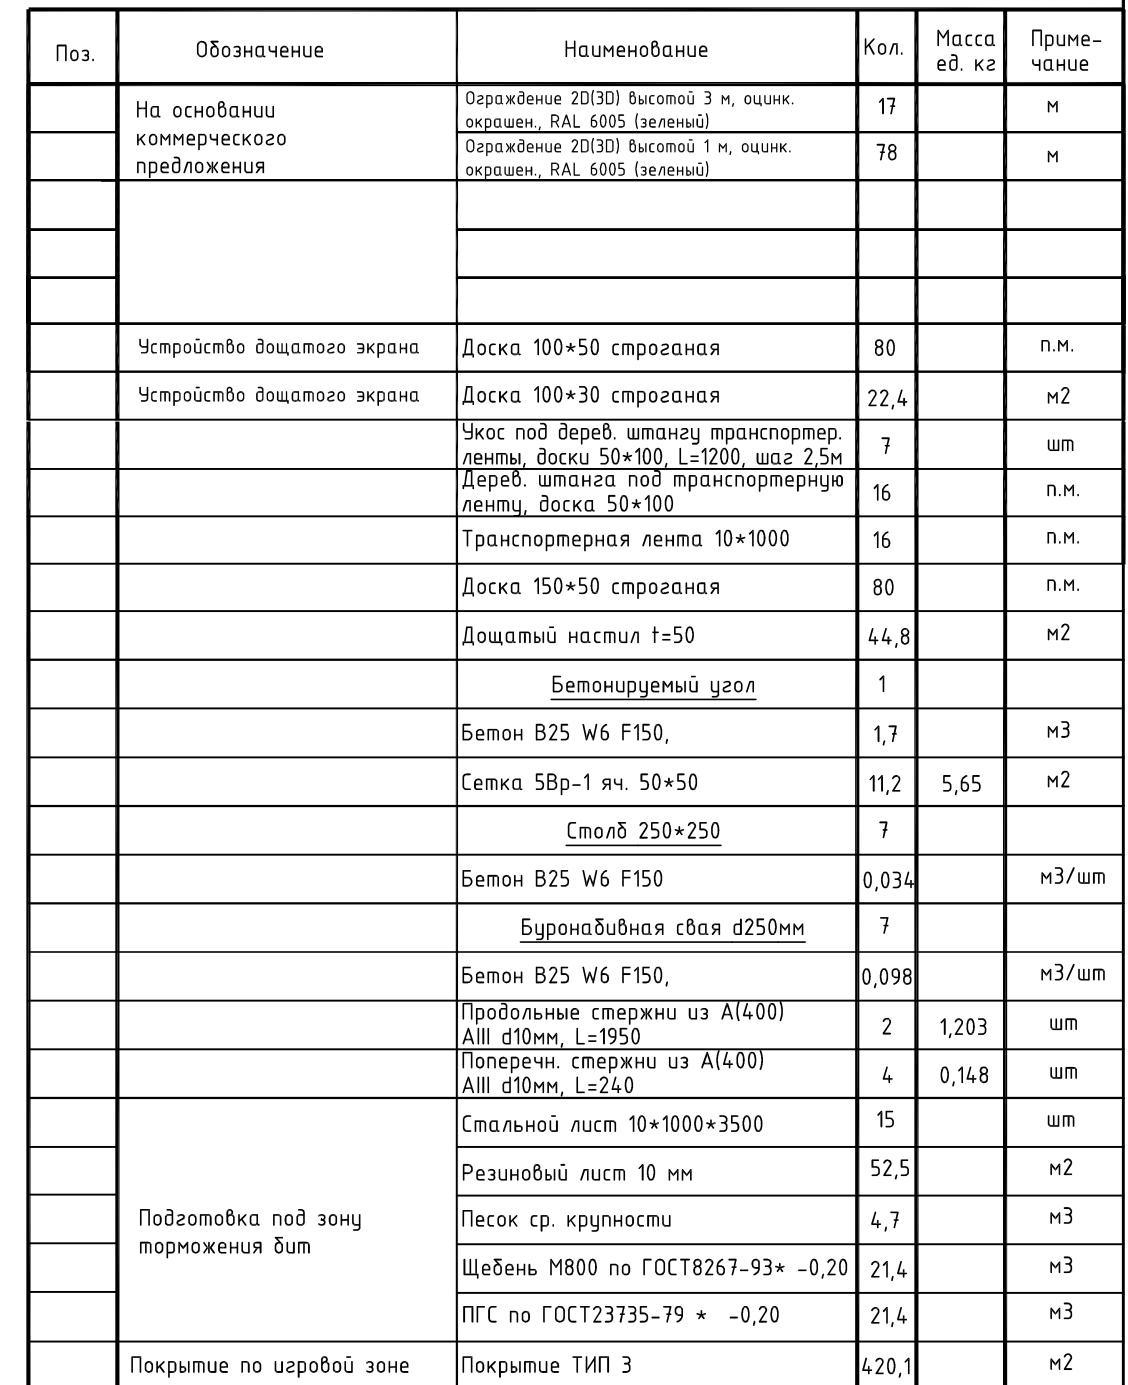 Поз.
Обозначение
Наименование
Кол.
Масса
ед. кг
Приме-
чание
На основании
коммерческого
предложения
Ограждение 2D(3D) высотой 3 м, оцинк.
окрашен., RAL 6005 (зеленый)
17
м
Ограждение 2D(3D) высотой 1 м, оцинк.
окрашен., RAL 6005 (зеленый)
78
м
Устройство дощатого экрана
Доска 100*50 строганая
80
п.м.
Устройство дощатого экрана
Доска 100*30 строганая
22,4
м2
Укос под дерев. штангу транспортер.
ленты, доски 50*100, L=1200, шаг 2,5м
7
шт
Дерев. штанга под транспортерную
ленту, доска 50*100
16
п.м.
Транспортерная лента 10*1000
16
п.м.
Доска 150*50 строганая
80
п.м.
Дощатый настил t=50
44,8
м2
Бетонируемый угол
1
Бетон В25 W6 F150,
1,7
м3
Сетка 5Вр-1 яч. 50*50
11,2
5,65
м2
Столб 250*250
7
Бетон В25 W6 F150
0,034
м3/шт
Буронабивная свая d250мм
7
Бетон В25 W6 F150,
0,098
м3/шт
Продольные стержни из А(400)
АIII d10мм, L=1950
2
1,203
шт
Поперечн. стержни из А(400)
АIII d10мм, L=240
4
0,148
шт
Подготовка под зону
торможения бит
Стальной лист 10*1000*3500
15
шт
Резиновый лист 10 мм
52,5
м2
Песок ср. крупности
4,7
м3
Щебень М800 по ГОСТ8267-93* -0,20
21,4
м3
ПГС по ГОСТ23735-79 * -0,20
21,4
м3
Покрытие по игровой зоне
Покрытие ТИП 3
420,1
м2